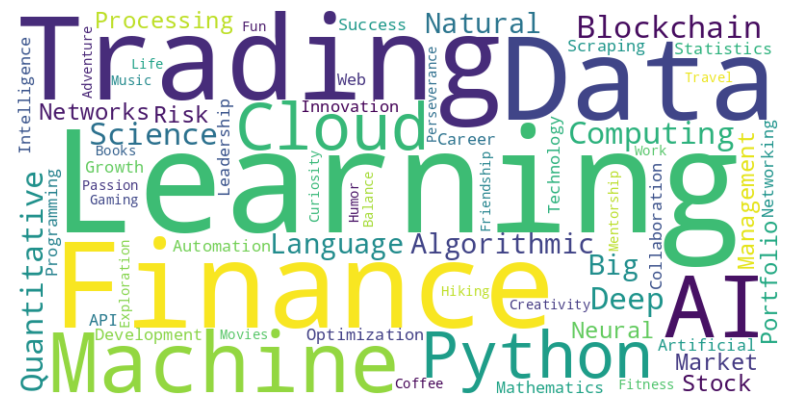 Trading
Data
Learning
Finance
Machine
Python
AI
Cloud
Processing
Fun
Success
Natural
Blockchain
Scraping
Statistics
Adventure
Life
Music
Web
Travel
Intelligence
Networks
Risk
Innovation
Perseverance
Science
Leadership
Career
Computing
Books
Growth
Passion
Gaming
Curiosity
Humor
Balance
Friendship
Technology
Work
Mentorship
Management
Networking
Quantitative
Programming
Automation
Language
Algorithmic
Collaboration
Portfolio
Exploration
Big
Deep
Hiking
Creativity
API
Development
Movies
Optimization
Neural
Artificial
Market
Coffee
Mathematics
Fitness
Stock